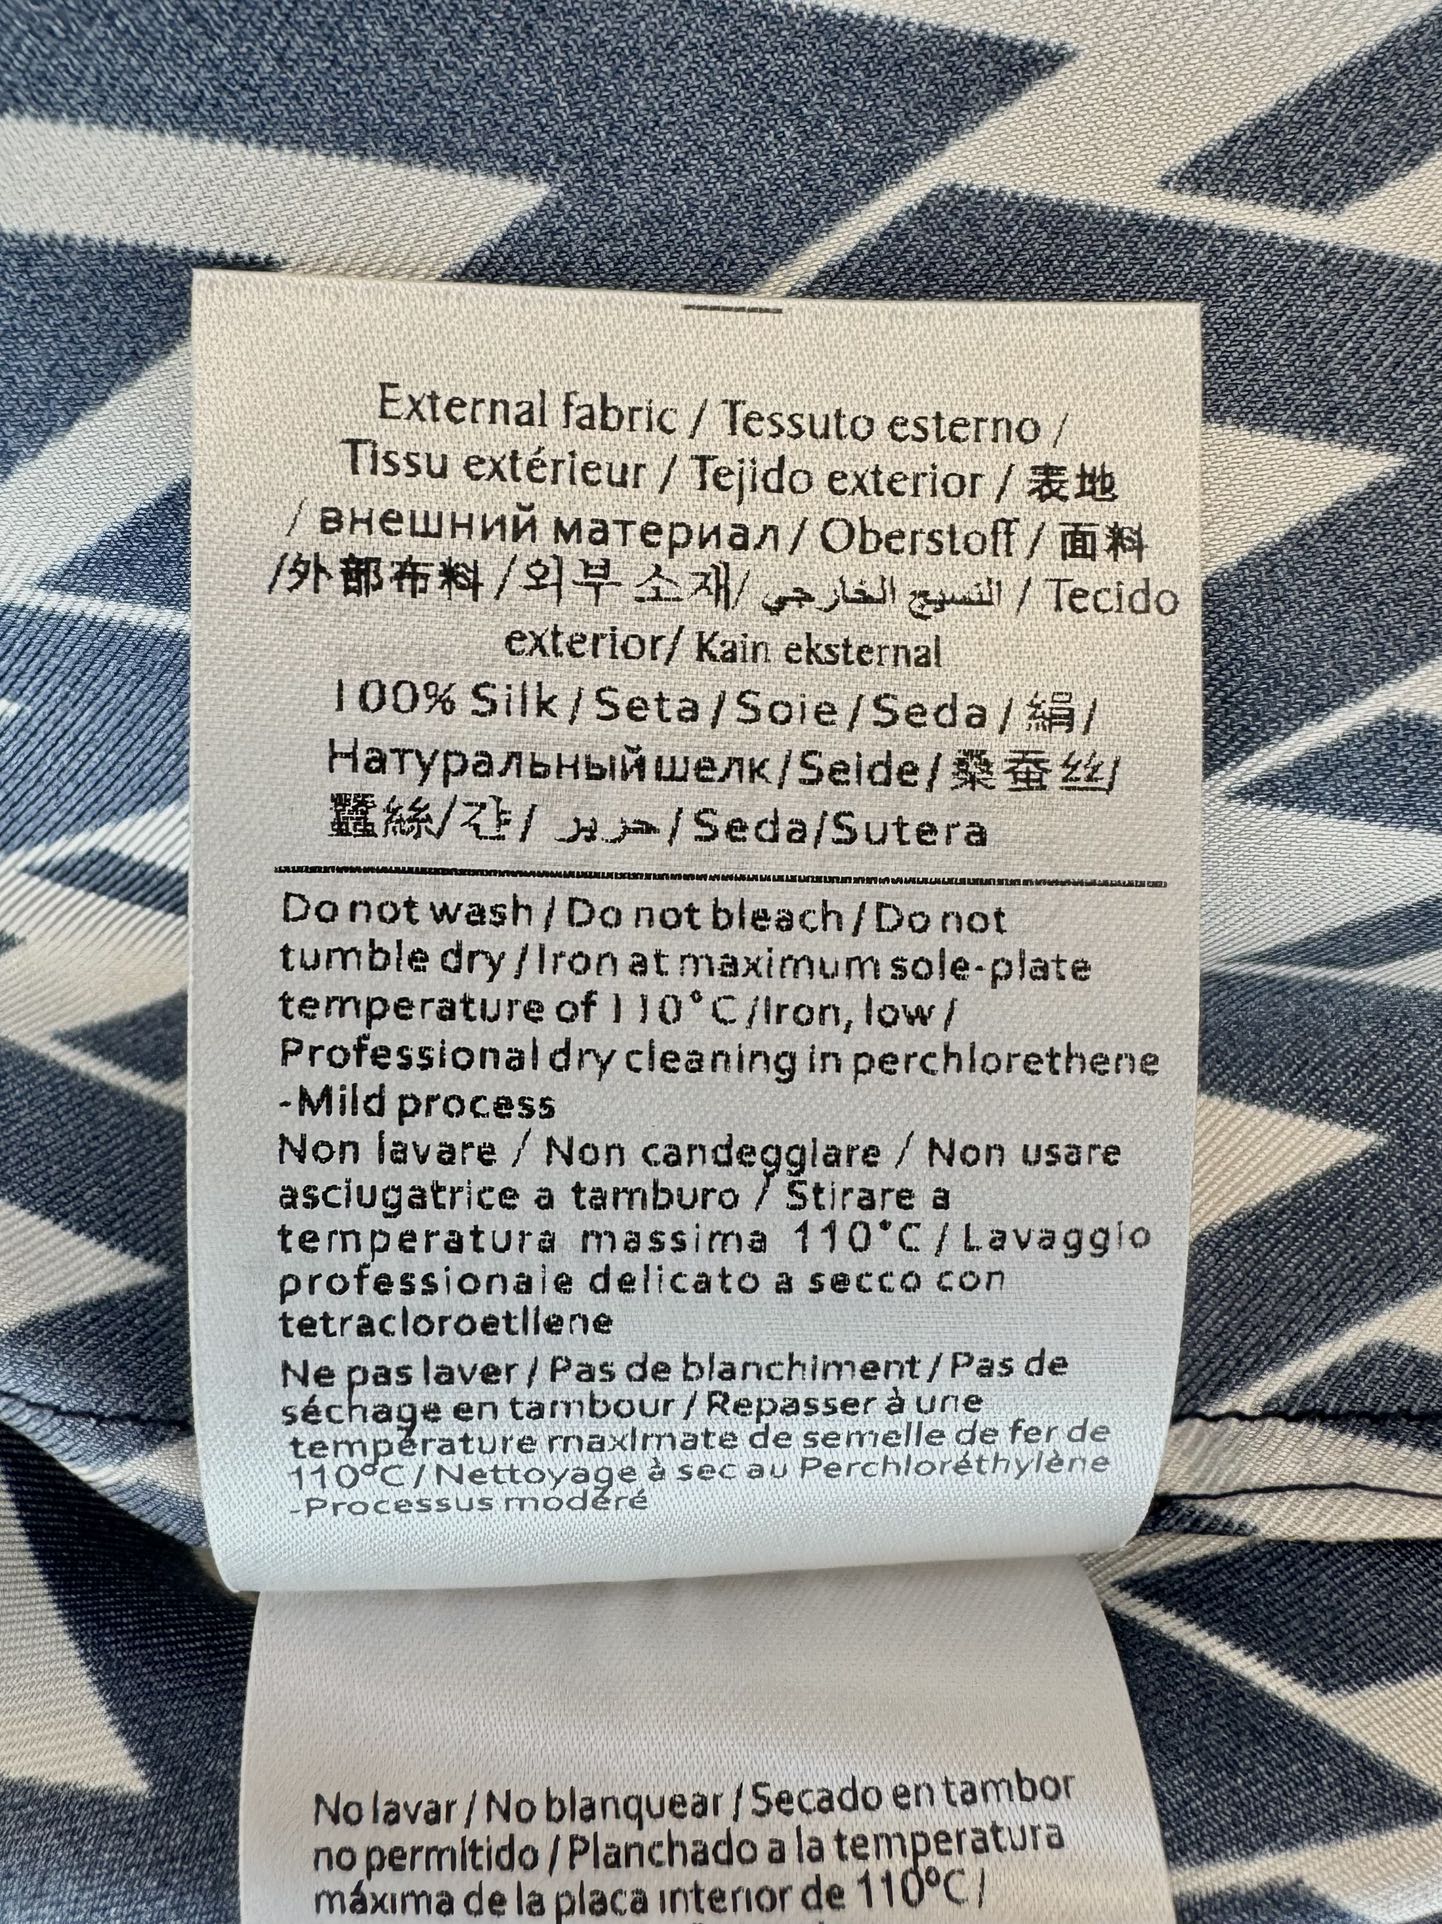 External fabric / Tessuto esterno /
Tissu extérieur / Tejido exterior / 表地
/ внешний материал / Oberstoff / 面料
/外部布料 /외부 소재/ النسيج الخارجي / Tecido
exterior/ Kain eksternal
100% Silk / Seta / Soie / Seda / 絹/
Натуральный шелк / Seide / 桑蚕丝/
蠶絲/걍/ حرير / Seda/Sutera
Do not wash / Do not bleach / Do not
tumble dry / Iron at maximum sole-plate
temperature of 110°C /Iron, low /
Professional dry cleaning in perchlorethene
-Mild process
Non lavare / Non candeggiare / Non usare
asciugatrice a tamburo / Stirare a
temperatura massima 110°C / Lavaggio
professionale delicato a secco con
tetracloroetilene
Ne pas laver / Pas de blanchiment / Pas de
séchage en tambour / Repasser à une
température maximate de semelle de fer de
110°C / Nettoyage à sec au Perchloréthylène
-Processus modéré
No lavar / No blanquear / Secado en tambor
no permitido / Planchado a la temperatura
máxima de la placa interior de 110°C /